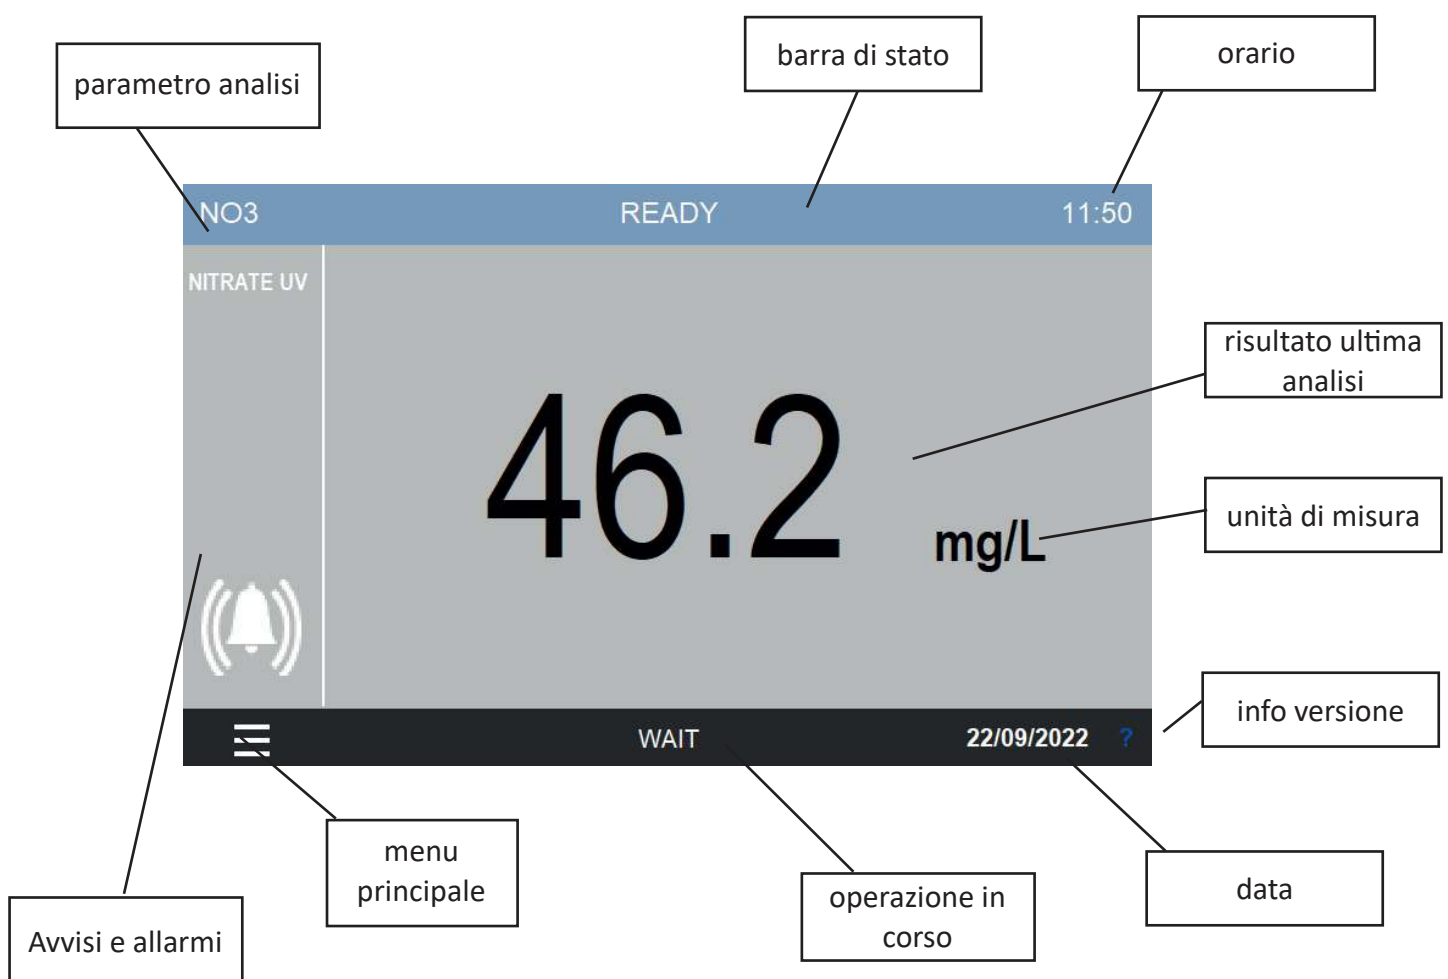 parametro analisi
barra di stato
orario
NO3
READY
11:50
NITRATE UV
46.2
mg/L
risultato ultima
analisi
unità di misura
info versione
WAIT
22/09/2022
?
menu
principale
operazione in
corso
data
Avvisi e allarmi